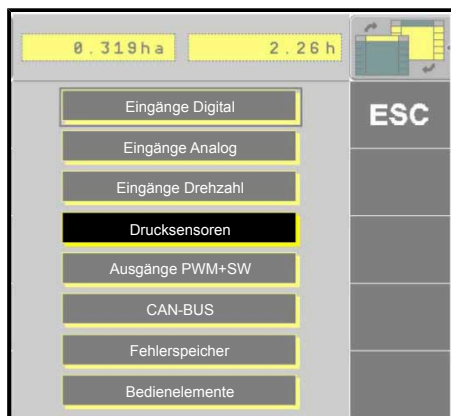 0.319ha 2.26h
ESC
Eingänge Digital
Eingänge Analog
Eingänge Drehzahl
Drucksensoren
Ausgänge PWM+SW
CAN-BUS
Fehlerspeicher
Bedienelemente